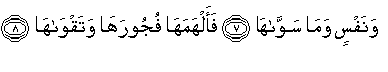 وَنَفْسٍ وَمَا سَوَّىٰهَا ۝٧ فَأَلْهَمَهَا فُجُورَهَا وَتَقْوَىٰهَا ۝٨